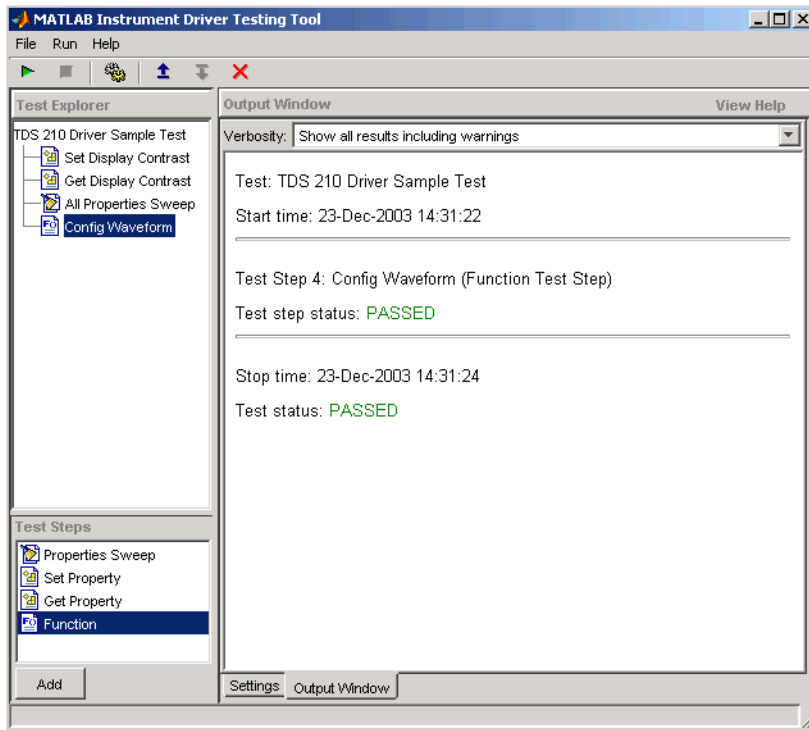 MATLAB Instrument Driver Testing Tool
File Run Help
Test Explorer
TDS 210 Driver Sample Test
Set Display Contrast
Get Display Contrast
All Properties Sweep
Config Waveform
Test Steps
Properties Sweep
Set Property
Get Property
Function
Add
Output Window View Help
Verbosity: Show all results including warnings
Test: TDS 210 Driver Sample Test
Start time: 23-Dec-2003 14:31:22
Test Step 4: Config Waveform (Function Test Step)
Test step status: PASSED
Stop time: 23-Dec-2003 14:31:24
Test status: PASSED
Settings Output Window